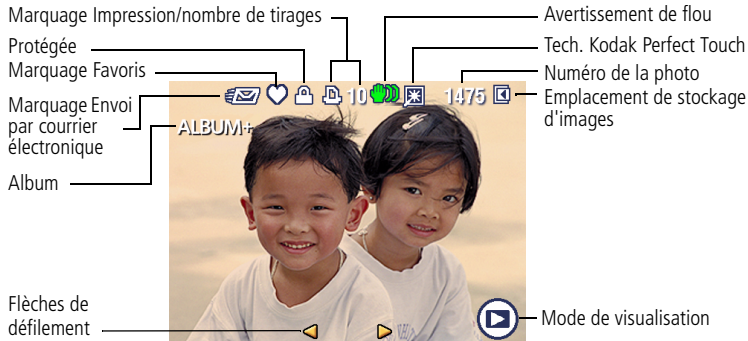 Marquage Impression/nombre de tirages
Protégée
Marquage Favoris
Marquage Envoi
par courrier
électronique
Album
Flèches de
défilement
Avertissement de flou
Tech. Kodak Perfect Touch
Numéro de la photo
Emplacement de stockage
d'images
Mode de visualisation
10
1475
ALBUM+